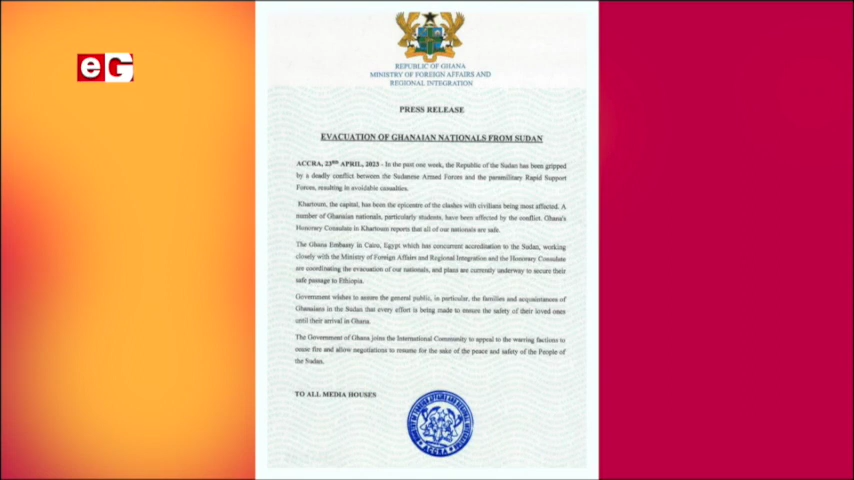 eG
REPUBLIC OF GHANA
MINISTRY OF FOREIGN AFFAIRS AND
REGIONAL INTEGRATION
PRESS RELEASE
EVACUATION OF GHANAIAN NATIONALS FROM SUDAN
ACCRA, 23RD APRIL, 2023 - In the past one week, the Republic of the Sudan has been gripped
by a deadly conflict between the Sudanese Armed Forces and the paramilitary Rapid Support
Forces, resulting in avoidable casualties.
Khartoum, the capital, has been the epicentre of the clashes with civilians being most affected. A
number of Ghanaian nationals, particularly students, have been affected by the conflict. Ghana's
Honorary Consulate in Khartoum reports that all of our nationals are safe.
The Ghana Embassy in Cairo, Egypt which has concurrent accreditation to the Sudan, working
closely with the Ministry of Foreign Affairs and Regional Integration and the Honorary Consulate
are coordinating the evacuation of our nationals, and plans are currently underway to secure their
safe passage to Ethiopia.
Government wishes to assure the general public, in particular, the families and acquaintances of
Ghanaians in the Sudan that every effort is being made to ensure the safety of their loved ones
until their arrival in Ghana.
The Government of Ghana joins the International Community to appeal to the warring factions to
cease fire and allow negotiations to resume for the sake of the peace and safety of the People of
the Sudan.
TO ALL MEDIA HOUSES
ACCRA